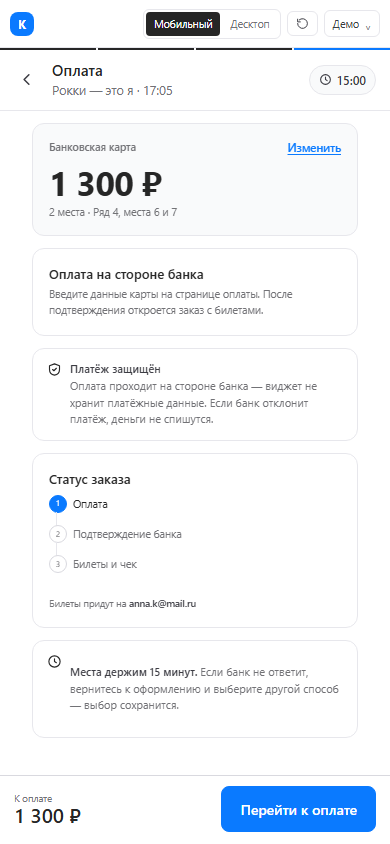 K
Мобильный Десктоп Демо
Оплата
Рокки — это я · 17:05
15:00
Банковская карта
Изменить
1 300 ₽
2 места · Ряд 4, места 6 и 7
Оплата на стороне банка
Введите данные карты на странице оплаты. После
подтверждения откроется заказ с билетами.
Платёж защищён
Оплата проходит на стороне банка — виджет не
хранит платёжные данные. Если банк отклонит
платёж, деньги не спишутся.
Статус заказа
1 Оплата
2 Подтверждение банка
3 Билеты и чек
Билеты придут на anna.k@mail.ru
Места держим 15 минут. Если банк не ответит,
вернитесь к оформлению и выберите другой способ
— выбор сохранится.
К оплате
1 300 ₽
Перейти к оплате